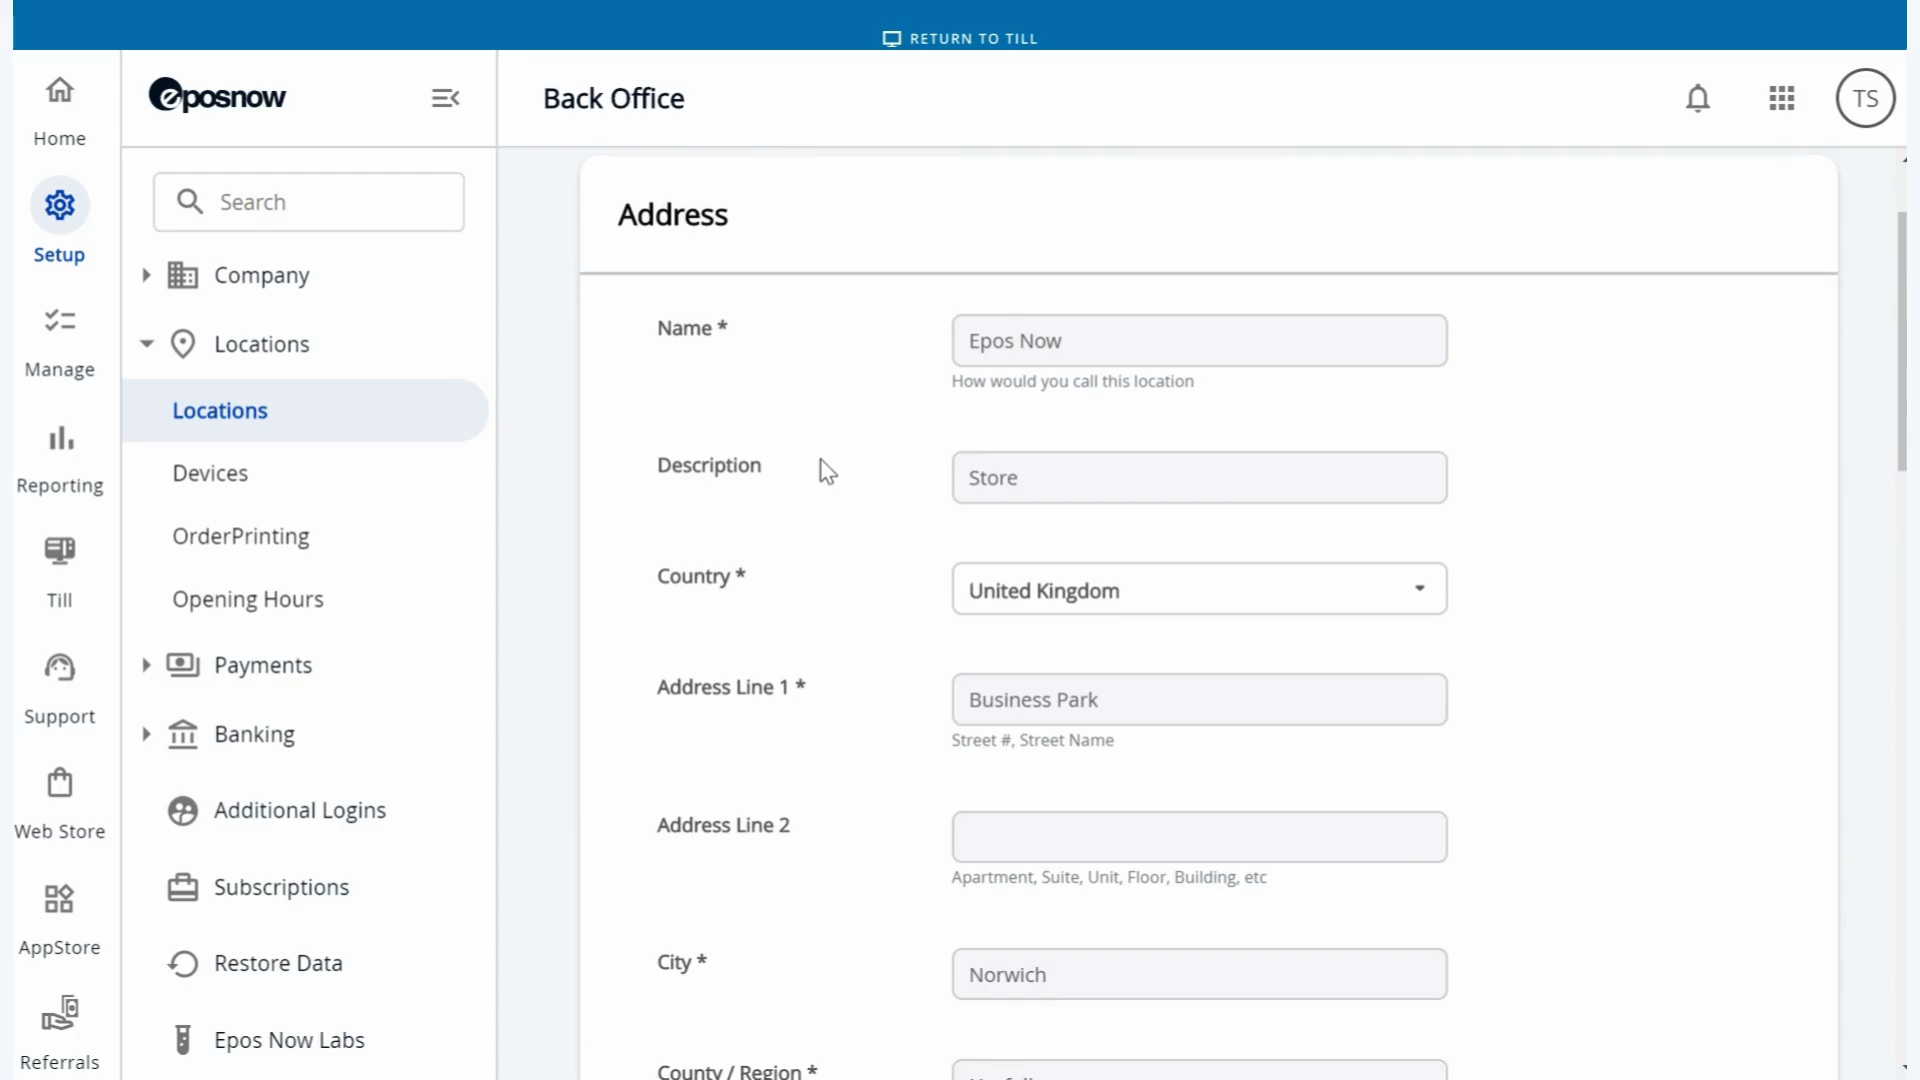 RETURN TO TILL
eposnow
Back Office
TS
Home
Setup
Manage
Reporting
Till
Support
Web Store
AppStore
Referrals
Search
Company
Locations
Locations
Devices
OrderPrinting
Opening Hours
Payments
Banking
Additional Logins
Subscriptions
Restore Data
Epos Now Labs
Address
Name *
Epos Now
How would you call this location
Description
Store
Country *
United Kingdom
Address Line 1 *
Business Park
Street #, Street Name
Address Line 2
Apartment, Suite, Unit, Floor, Building, etc
City *
Norwich
County / Region *